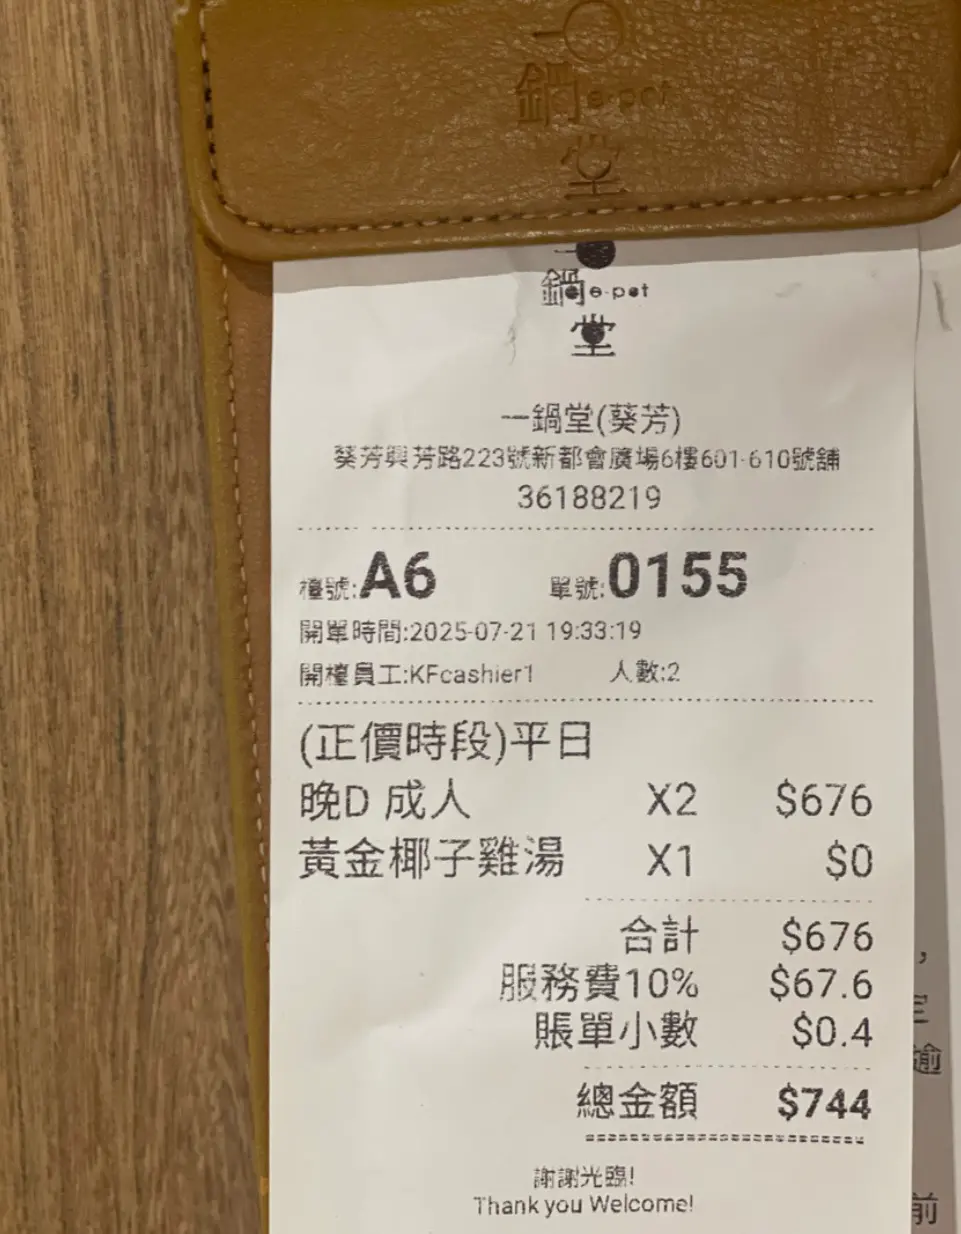 一
鍋 e·pot
堂
一
鍋 e·pot
堂
一鍋堂(葵芳)
葵芳興芳路223號新都會廣場6樓601-610號舖
36188219
檯號:A6 單號:0155
開單時間:2025-07-21 19:33:19
開檯員工:KFcashier1 人數:2
(正價時段)平日
晚D 成人 X2 $676
黃金椰子雞湯 X1 $0
合計 $676
服務費10% $67.6
賬單小數 $0.4
總金額 $744
謝謝光臨!
Thank you Welcome!
逾
前